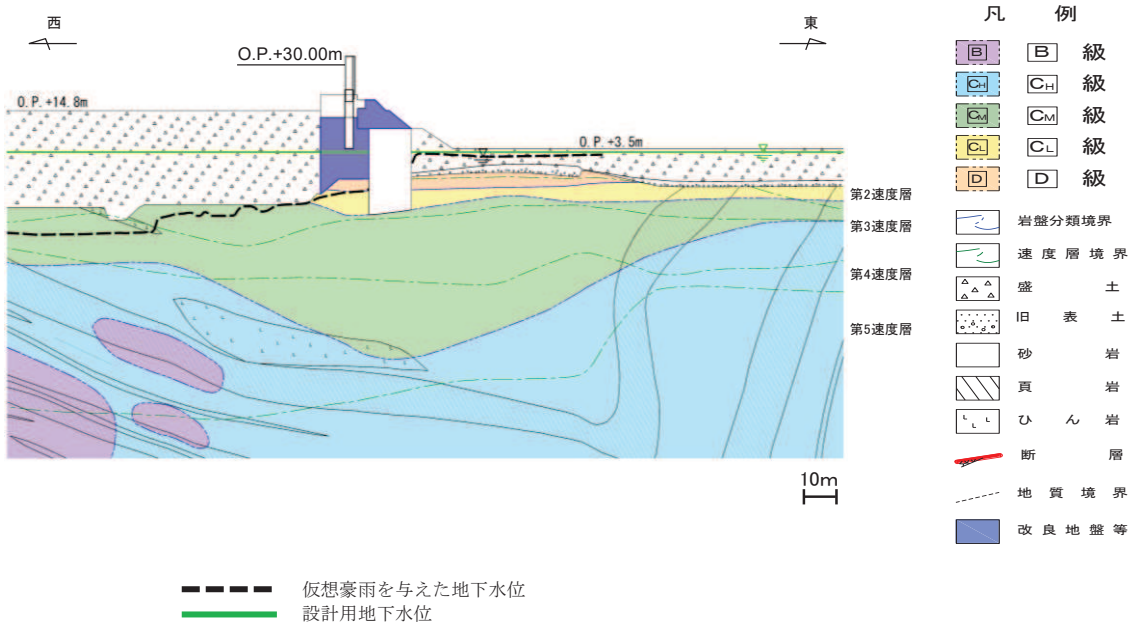 西
東
O.P.+30.00m
O.P.+14.8m
O.P.+3.5m
第2速度層
第3速度層
第4速度層
第5速度層
10m
凡 例
B B 級
CH CH 級
CM CM 級
CL CL 級
D D 級
岩盤分類境界
速度層境界
盛土
旧表土
砂岩
頁岩
ひん岩
断層
地質境界
改良地盤等
仮想豪雨を与えた地下水位
設計用地下水位